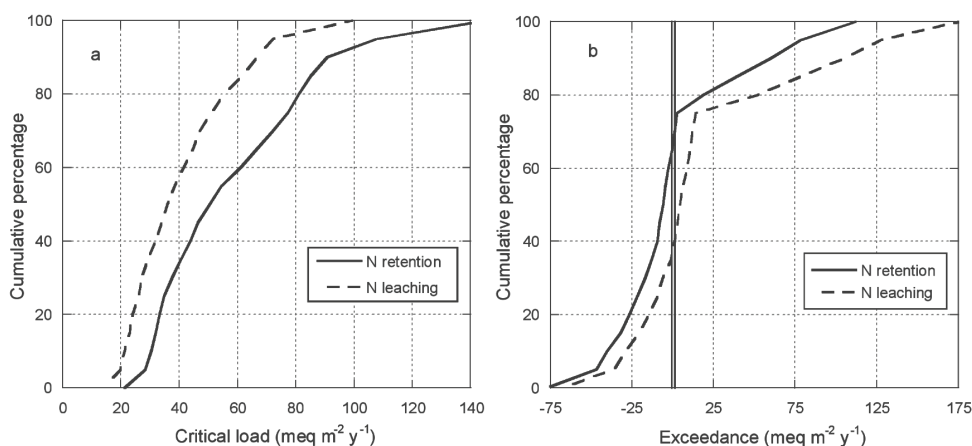 a
Cumulative percentage
100
80
60
40
20
0
0 20 40 60 80 100 120 140
Critical load (meq m⁻² y⁻¹)
N retention
N leaching
b
Cumulative percentage
100
80
60
40
20
0
-75 -25 25 75 125 175
Exceedance (meq m⁻² y⁻¹)
N retention
N leaching